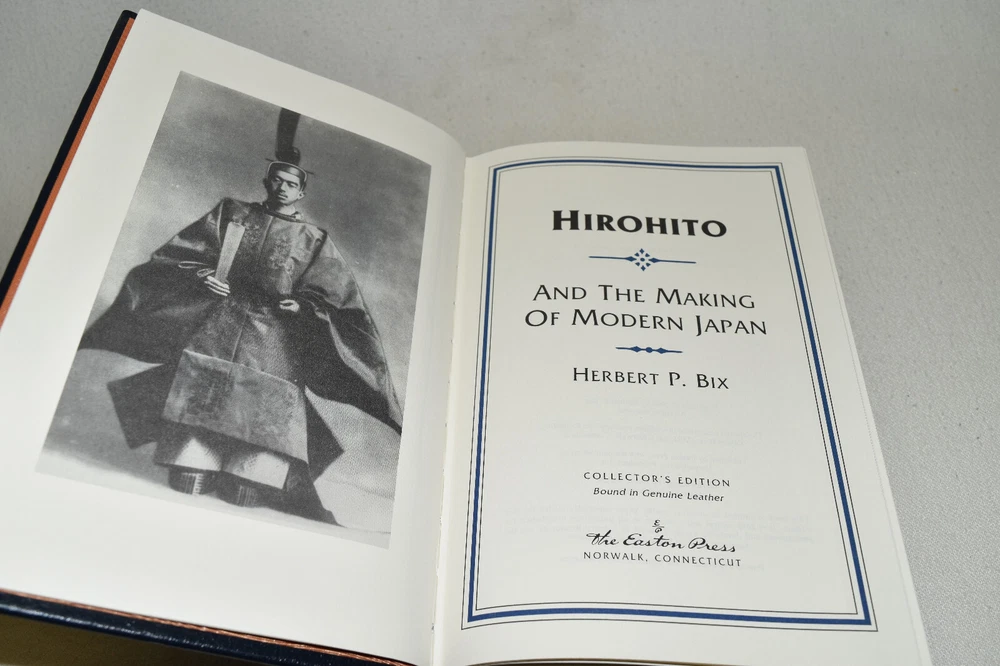 HIROHITO
AND THE MAKING
OF MODERN JAPAN
HERBERT P. BIX
COLLECTOR'S EDITION
Bound in Genuine Leather
E/P
the Easton Press
NORWALK, CONNECTICUT